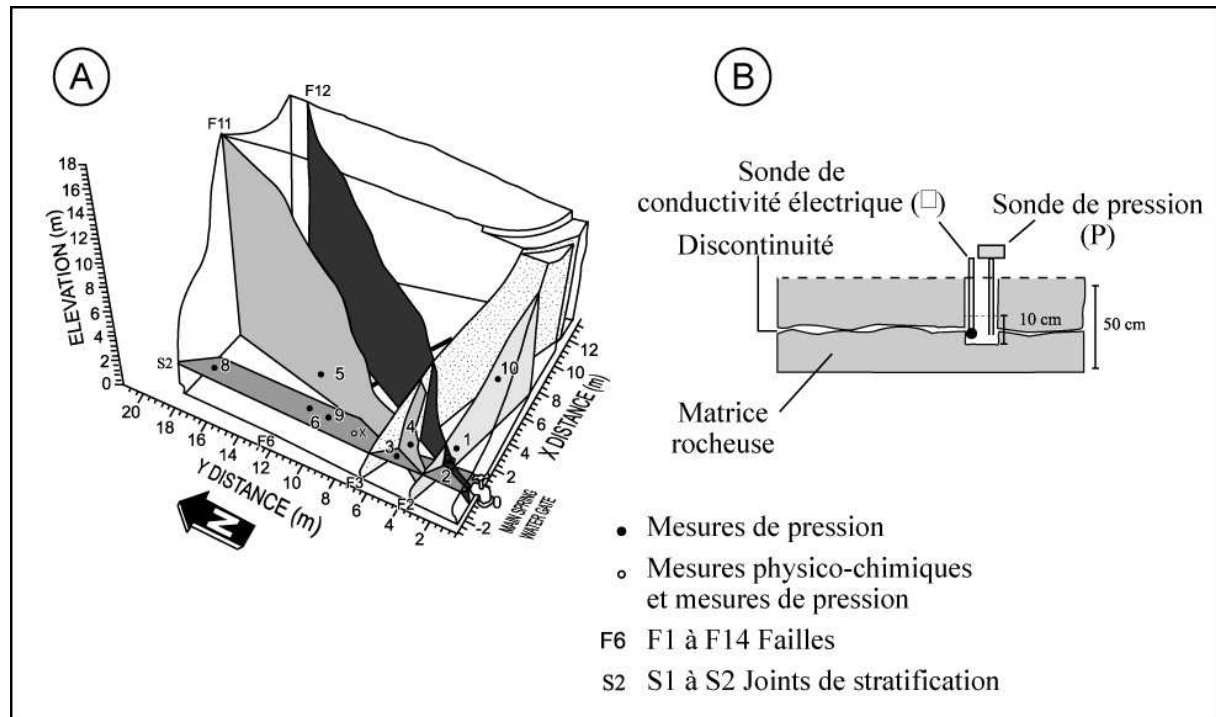 A
F12
F11
18
16
14
12
10
8
6
4
2
0
ELEVATION (m)
S2
8
5
6
9
x
3
4
10
1
2
20
18
16
14
12
10
8
6
4
2
F6
F3
F2
Y DISTANCE (m)
N
12
10
8
6
4
2
0
-2
X DISTANCE (m)
MAIN SPRING
WATER GATE
B
Sonde de
conductivité électrique (□)
Sonde de pression
(P)
Discontinuité
10 cm
50 cm
Matrice
rocheuse
Mesures de pression
Mesures physico-chimiques
et mesures de pression
F6 F1 à F14 Failles
S2 S1 à S2 Joints de stratification